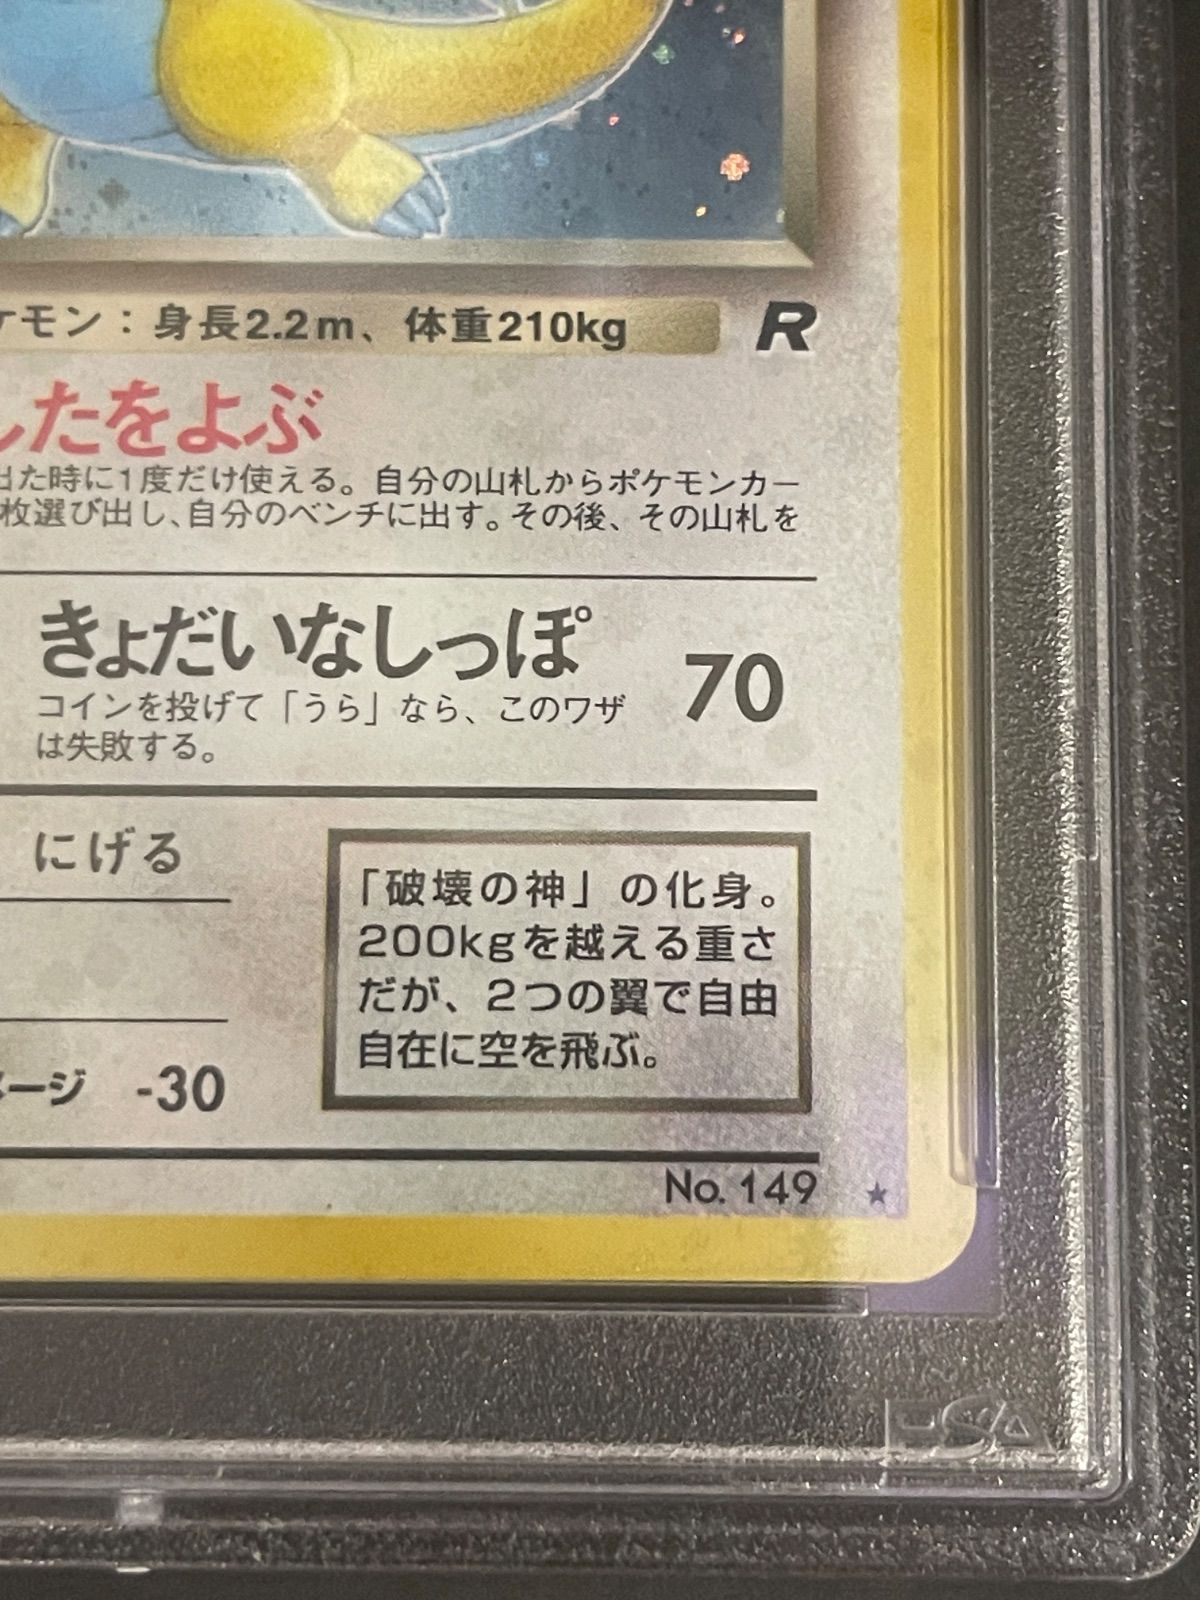 ケモン：身長2.2m、体重210kg
R
したをよぶ
出た時に1度だけ使える。自分の山札からポケモンカー
枚選び出し、自分のベンチに出す。その後、その山札を
きょだいなしっぽ 70
コインを投げて「うら」なら、このワザ
は失敗する。
にげる
「破壊の神」の化身。
200kgを越える重さ
だが、2つの翼で自由
自在に空を飛ぶ。
メージ -30
No. 149 ★
PSA